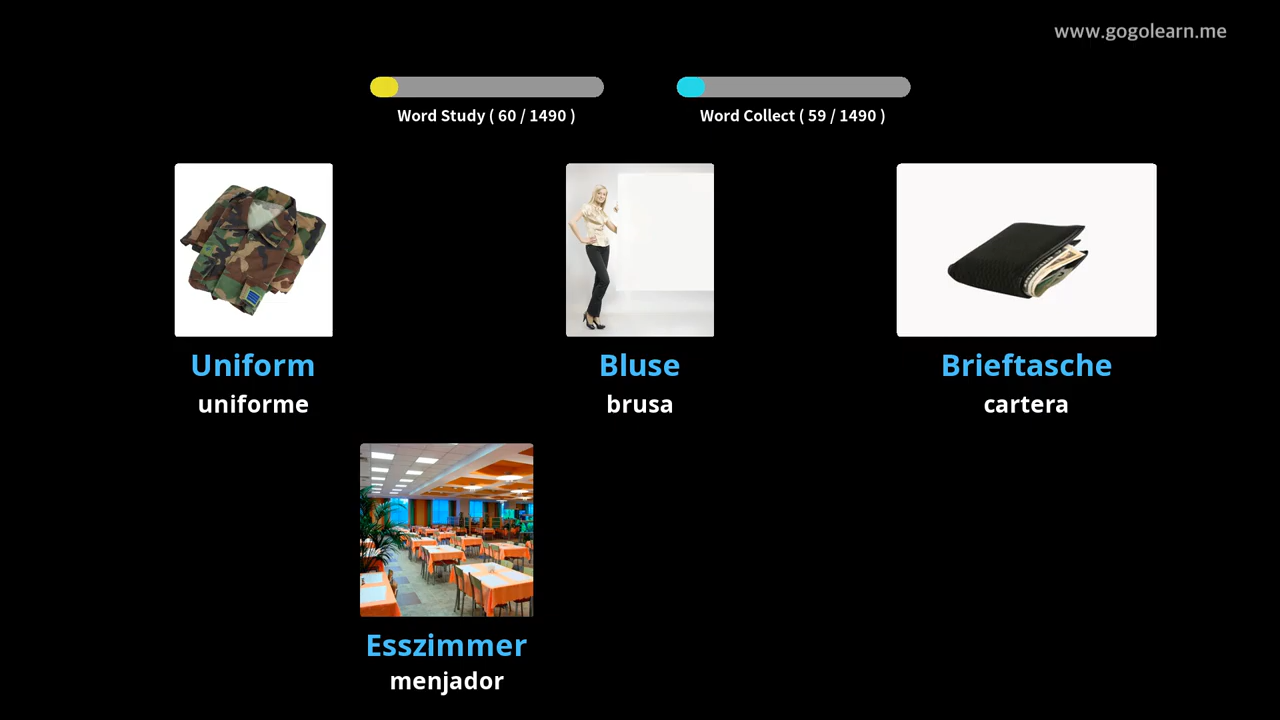 www.gogolearn.me
Word Study ( 60 / 1490 )
Word Collect ( 59 / 1490 )
Uniform
uniforme
Bluse
brusa
Brieftasche
cartera
Esszimmer
menjador